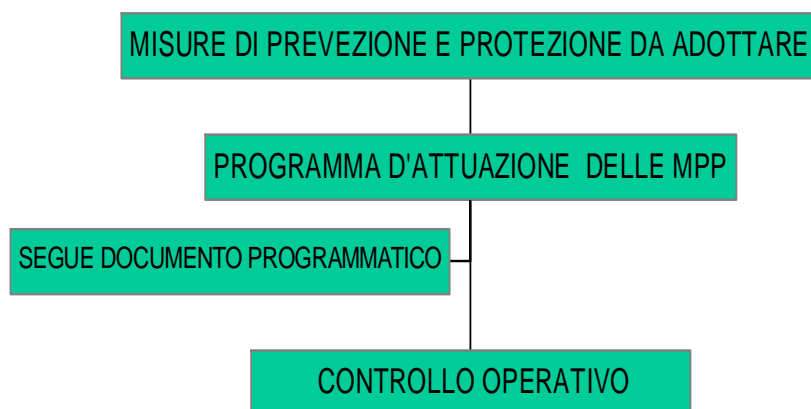 MISURE DI PREVEZIONE E PROTEZIONE DA ADOTTARE
PROGRAMMA D'ATTUAZIONE DELLE MPP
SEGUE DOCUMENTO PROGRAMMATICO
CONTROLLO OPERATIVO